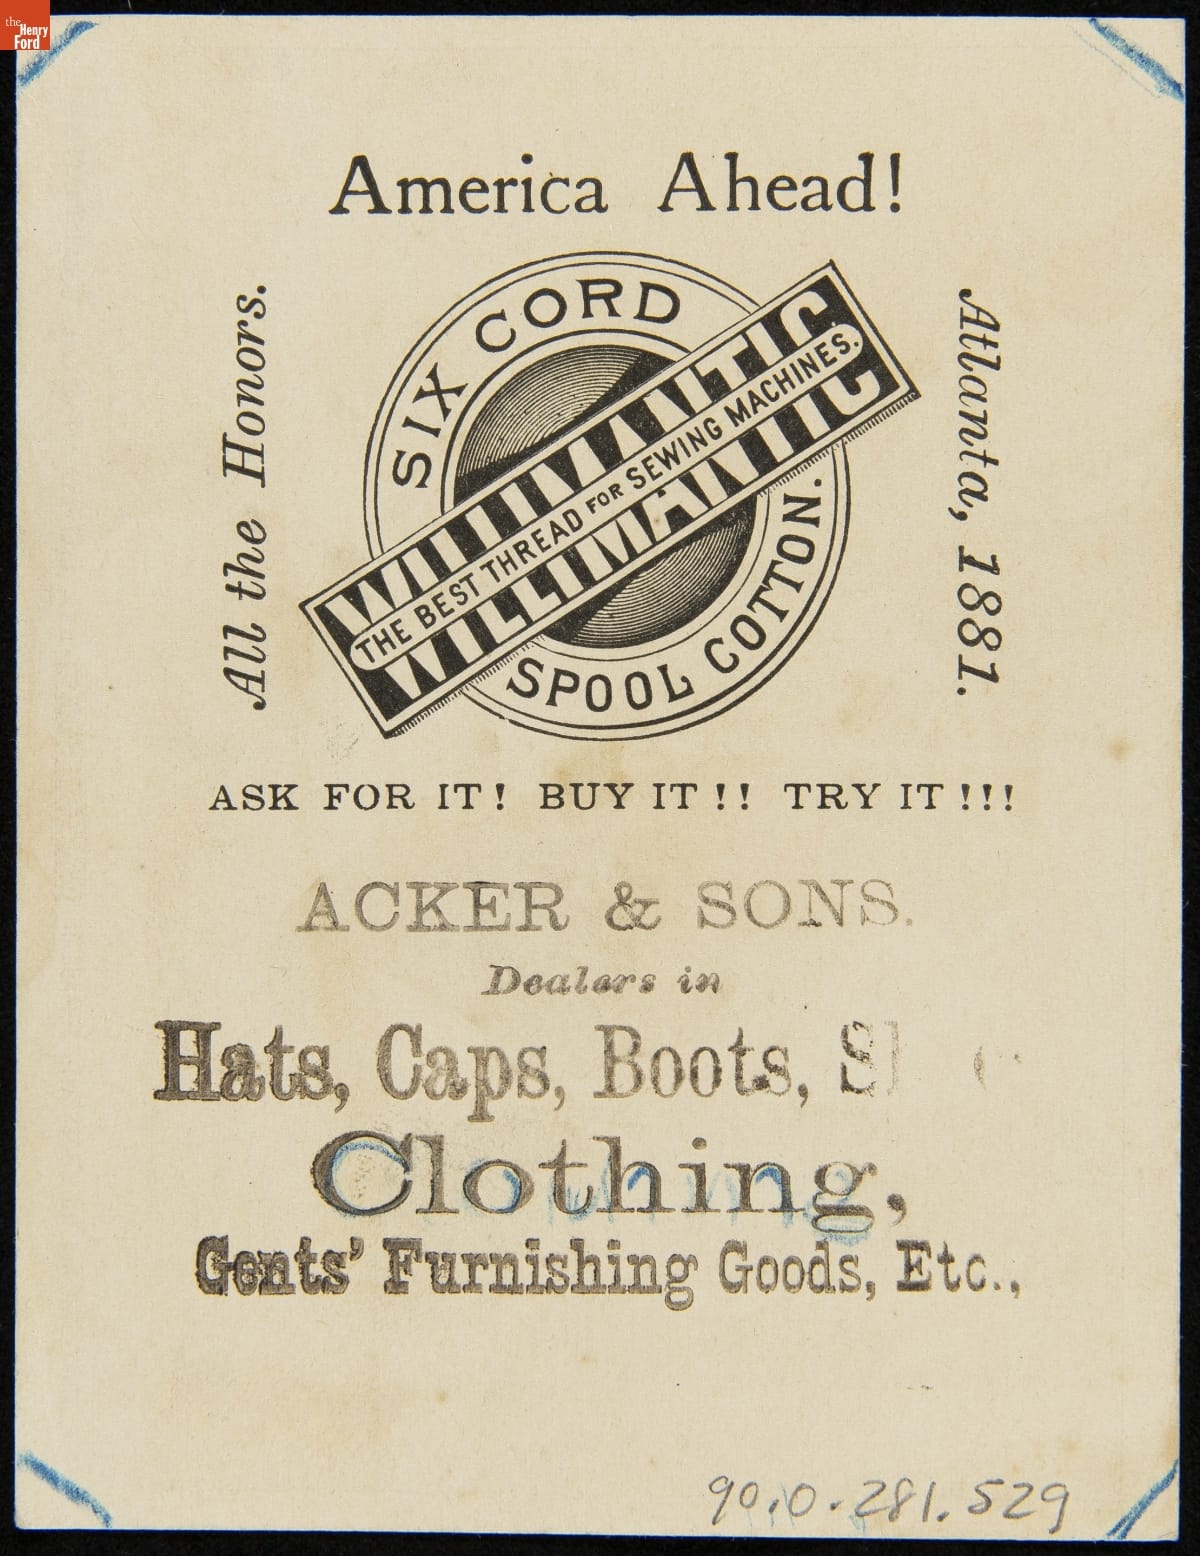 the
Henry
Ford
America Ahead!
All the Honors.
SIX CORD
WILLIMANTIC
THE BEST THREAD FOR SEWING MACHINES.
WILLIMANTIC
SPOOL COTTON.
Atlanta, 1881.
ASK FOR IT! BUY IT!! TRY IT!!!
ACKER & SONS.
Dealers in
Hats, Caps, Boots,
Clothing,
Gents' Furnishing Goods, Etc.,
90.0.281.529